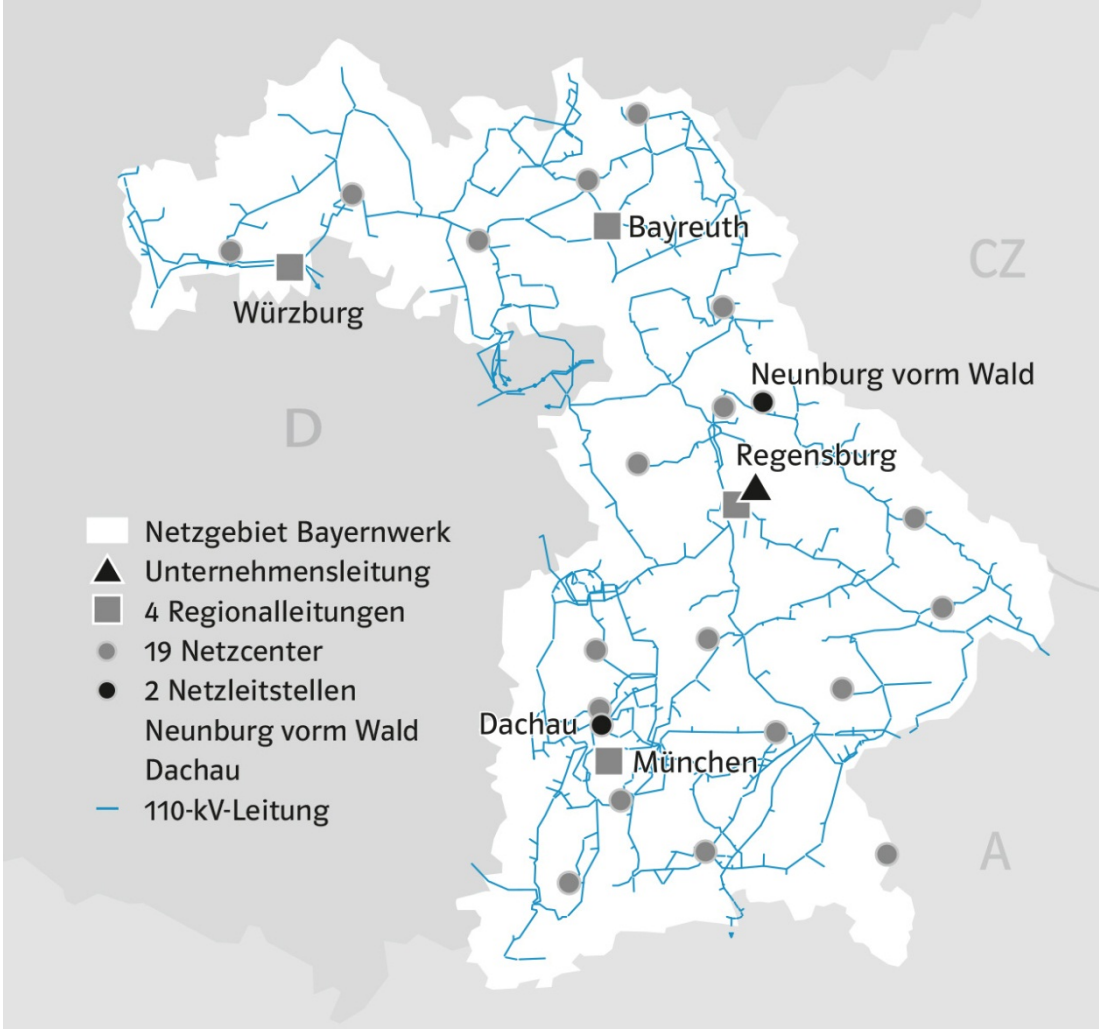 Bayreuth
CZ
Würzburg
Neunburg vorm Wald
D
Regensburg
Netzgebiet Bayernwerk
Unternehmensleitung
4 Regionalleitungen
19 Netzcenter
2 Netzleitstellen
Neunburg vorm Wald
Dachau
110-kV-Leitung
Dachau
München
A